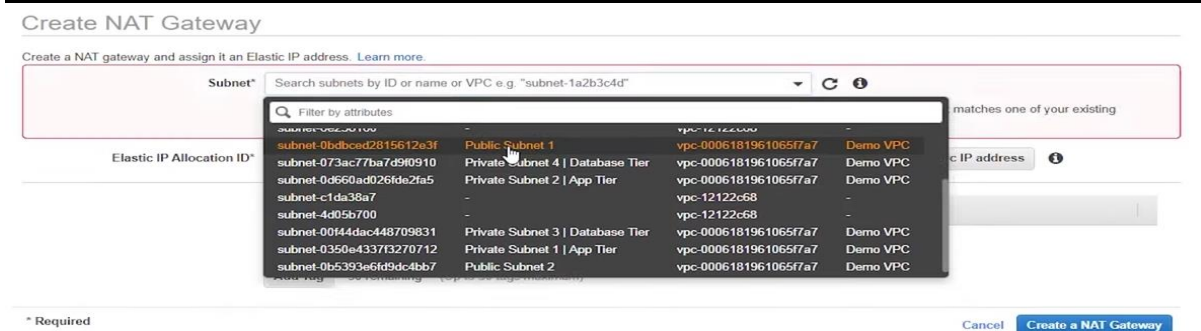 Create NAT Gateway
Create a NAT gateway and assign it an Elastic IP address. Learn more.
Subnet* Search subnets by ID or name or VPC e.g. "subnet-1a2b3c4d"
Filter by attributes
matches one of your existing
subnet-0bdbced2815612e3f Public Subnet 1 vpc-0006181961065f7a7 Demo VPC
Elastic IP Allocation ID* subnet-073ac77ba7d9f0910 Private Subnet 4 | Database Tier vpc-0006181961065f7a7 Demo VPC c IP address
subnet-0d660ad026fde2fa5 Private Subnet 2 | App Tier vpc-0006181961065f7a7 Demo VPC
subnet-c1da38a7 - vpc-12122c68 -
subnet-4d05b700 - vpc-12122c68 -
subnet-00f44dac448709831 Private Subnet 3 | Database Tier vpc-0006181961065f7a7 Demo VPC
subnet-0350e4337f3270712 Private Subnet 1 | App Tier vpc-0006181961065f7a7 Demo VPC
subnet-0b5393e6fd9dc4bb7 Public Subnet 2 vpc-0006181961065f7a7 Demo VPC
* Required
Cancel Create a NAT Gateway